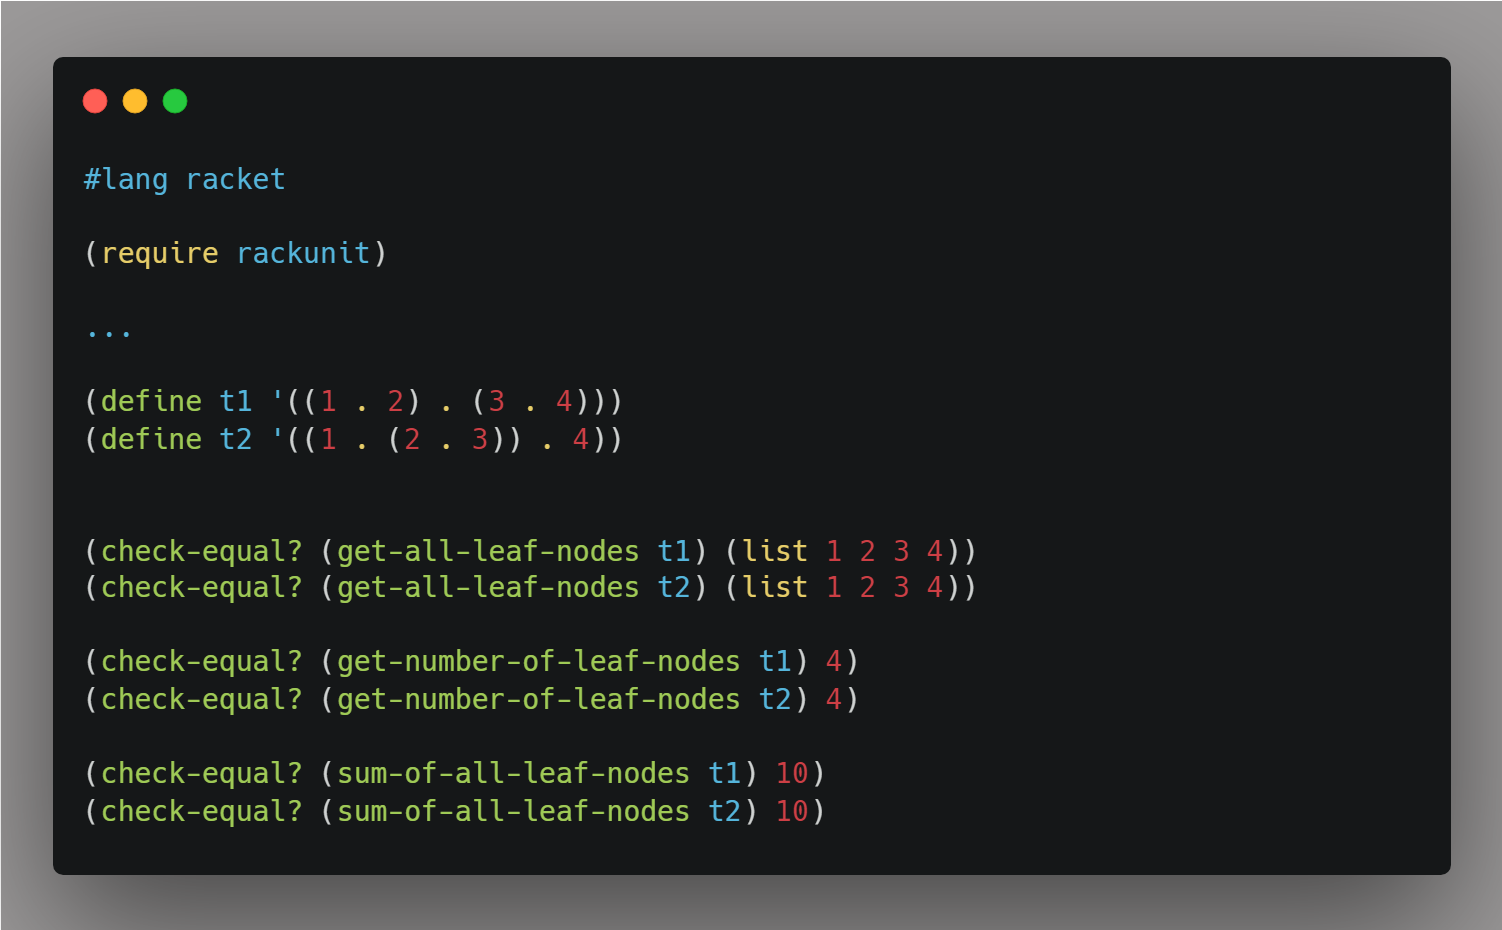 #lang racket
(require rackunit)
...
(define t1 '((1 . 2) . (3 . 4)))
(define t2 '((1 . (2 . 3)) . 4))
(check-equal? (get-all-leaf-nodes t1) (list 1 2 3 4))
(check-equal? (get-all-leaf-nodes t2) (list 1 2 3 4))
(check-equal? (get-number-of-leaf-nodes t1) 4)
(check-equal? (get-number-of-leaf-nodes t2) 4)
(check-equal? (sum-of-all-leaf-nodes t1) 10)
(check-equal? (sum-of-all-leaf-nodes t2) 10)